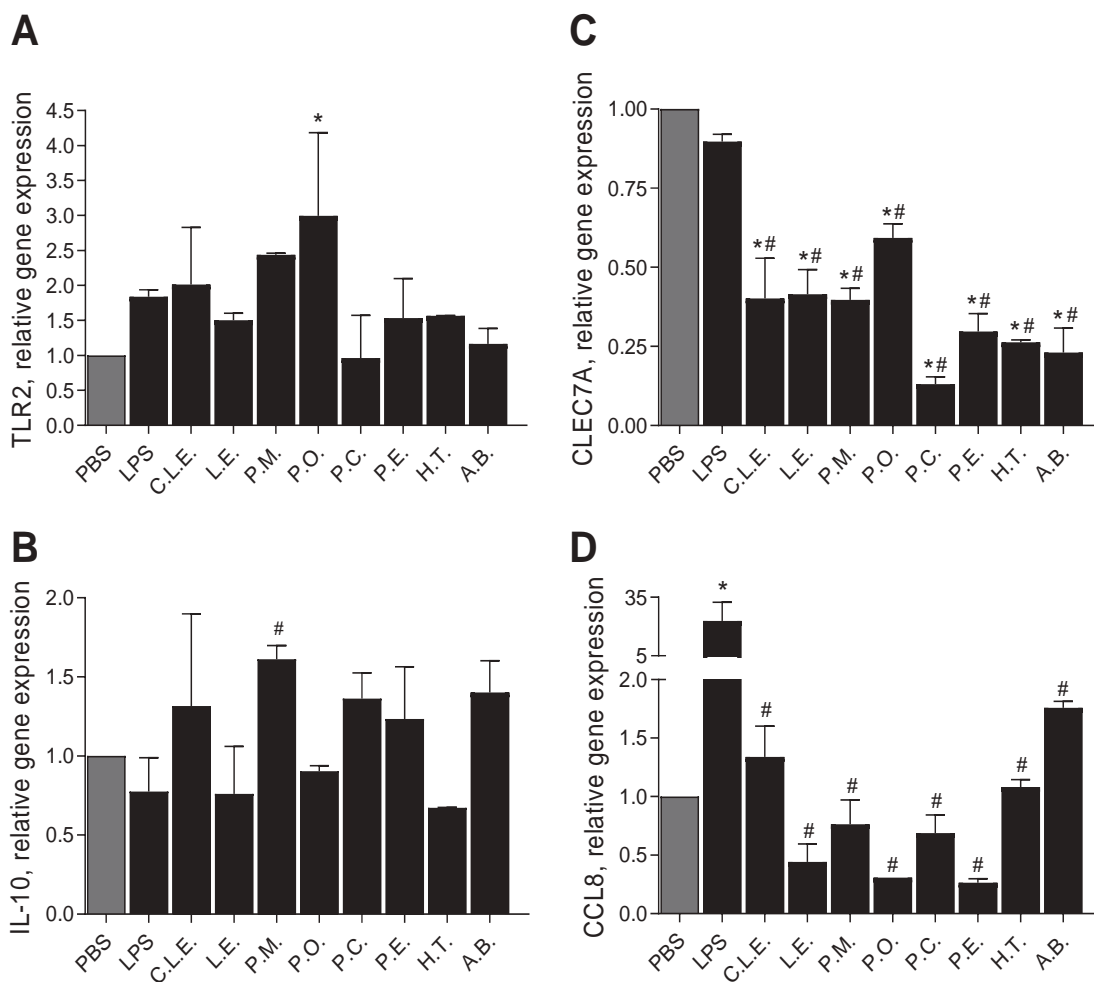 A
TLR2, relative gene expression
4.5
4.0
3.5
3.0
2.5
2.0
1.5
1.0
0.5
0.0
*
PBS
LPS
C.L.E.
L.E.
P.M.
P.O.
P.C.
P.E.
H.T.
A.B.
B
IL-10, relative gene expression
2.0
1.5
1.0
0.5
0.0
#
PBS
LPS
C.L.E.
L.E.
P.M.
P.O.
P.C.
P.E.
H.T.
A.B.
C
CLEC7A, relative gene expression
1.00
0.75
0.50
0.25
0.00
*#
*#
*#
*#
*#
*#
*#
*#
PBS
LPS
C.L.E.
L.E.
P.M.
P.O.
P.C.
P.E.
H.T.
A.B.
D
CCL8, relative gene expression
35
5
2.0
1.5
1.0
0.5
0.0
*
#
#
#
#
#
#
#
#
PBS
LPS
C.L.E.
L.E.
P.M.
P.O.
P.C.
P.E.
H.T.
A.B.